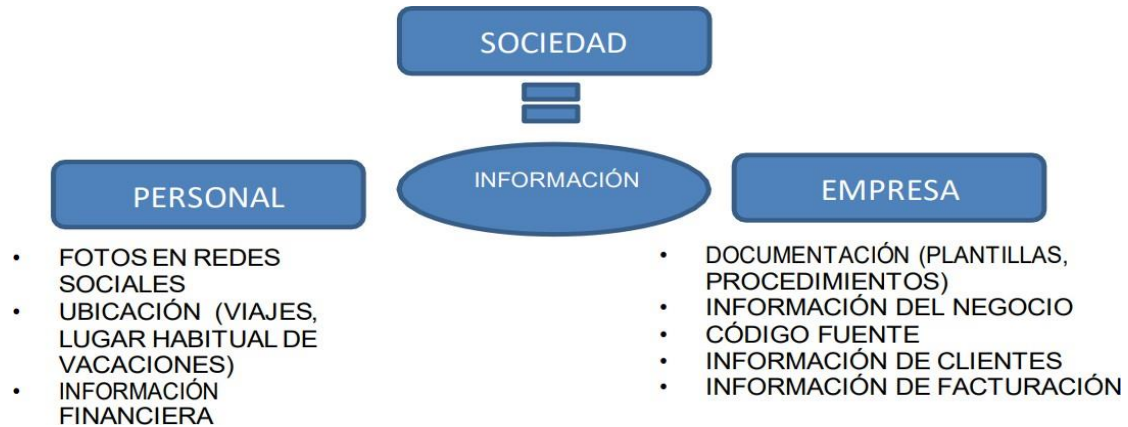 SOCIEDAD
INFORMACIÓN
PERSONAL
• FOTOS EN REDES
SOCIALES
• UBICACIÓN (VIAJES,
LUGAR HABITUAL DE
VACACIONES)
• INFORMACIÓN
FINANCIERA
EMPRESA
• DOCUMENTACIÓN (PLANTILLAS,
PROCEDIMIENTOS)
• INFORMACIÓN DEL NEGOCIO
• CÓDIGO FUENTE
• INFORMACIÓN DE CLIENTES
• INFORMACIÓN DE FACTURACIÓN